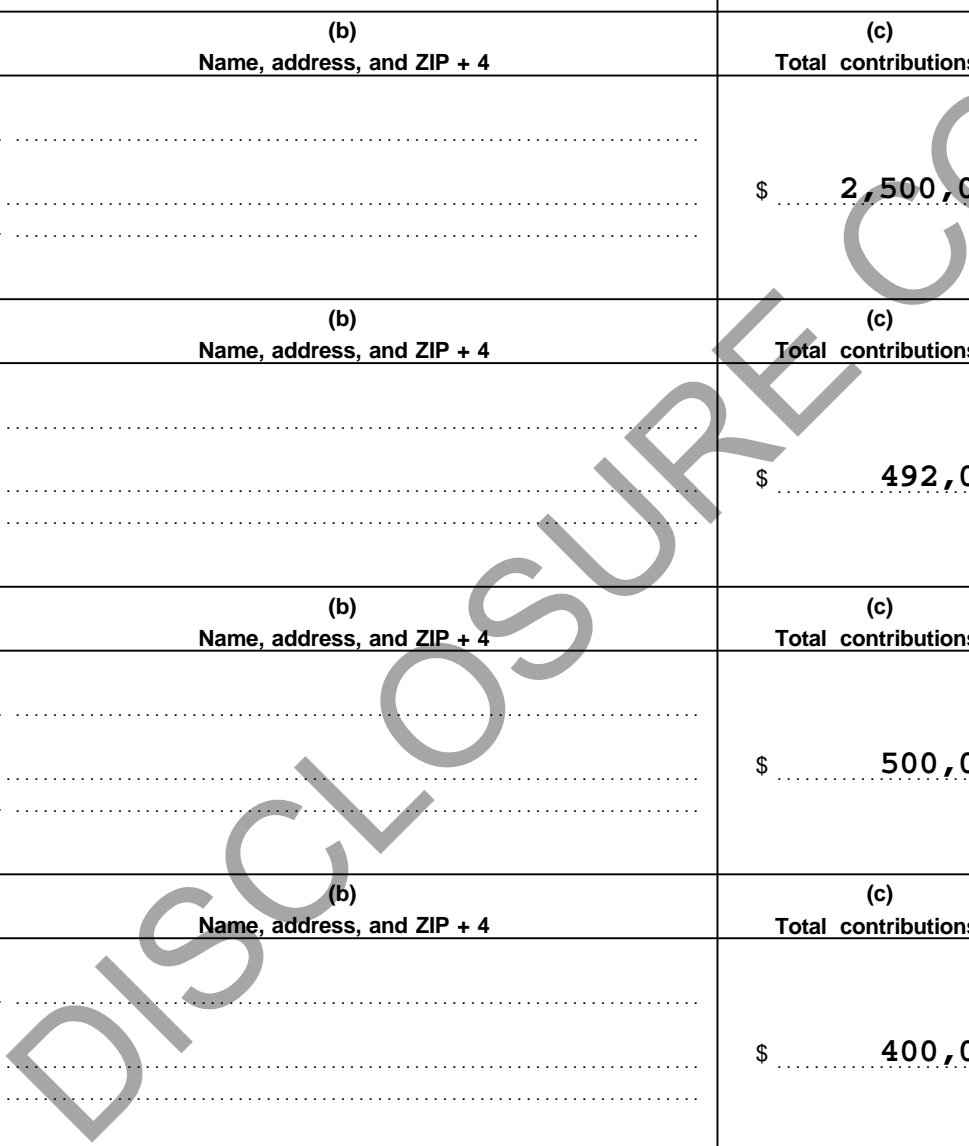 (b) (c)
Name, address, and ZIP + 4 Total contributions
$ 2,500,0
(b) (c)
Name, address, and ZIP + 4 Total contributions
$ 492,0
(b) (c)
Name, address, and ZIP + 4 Total contributions
$ 500,0
(b) (c)
Name, address, and ZIP + 4 Total contributions
$ 400,0
DISCLOSURE CO